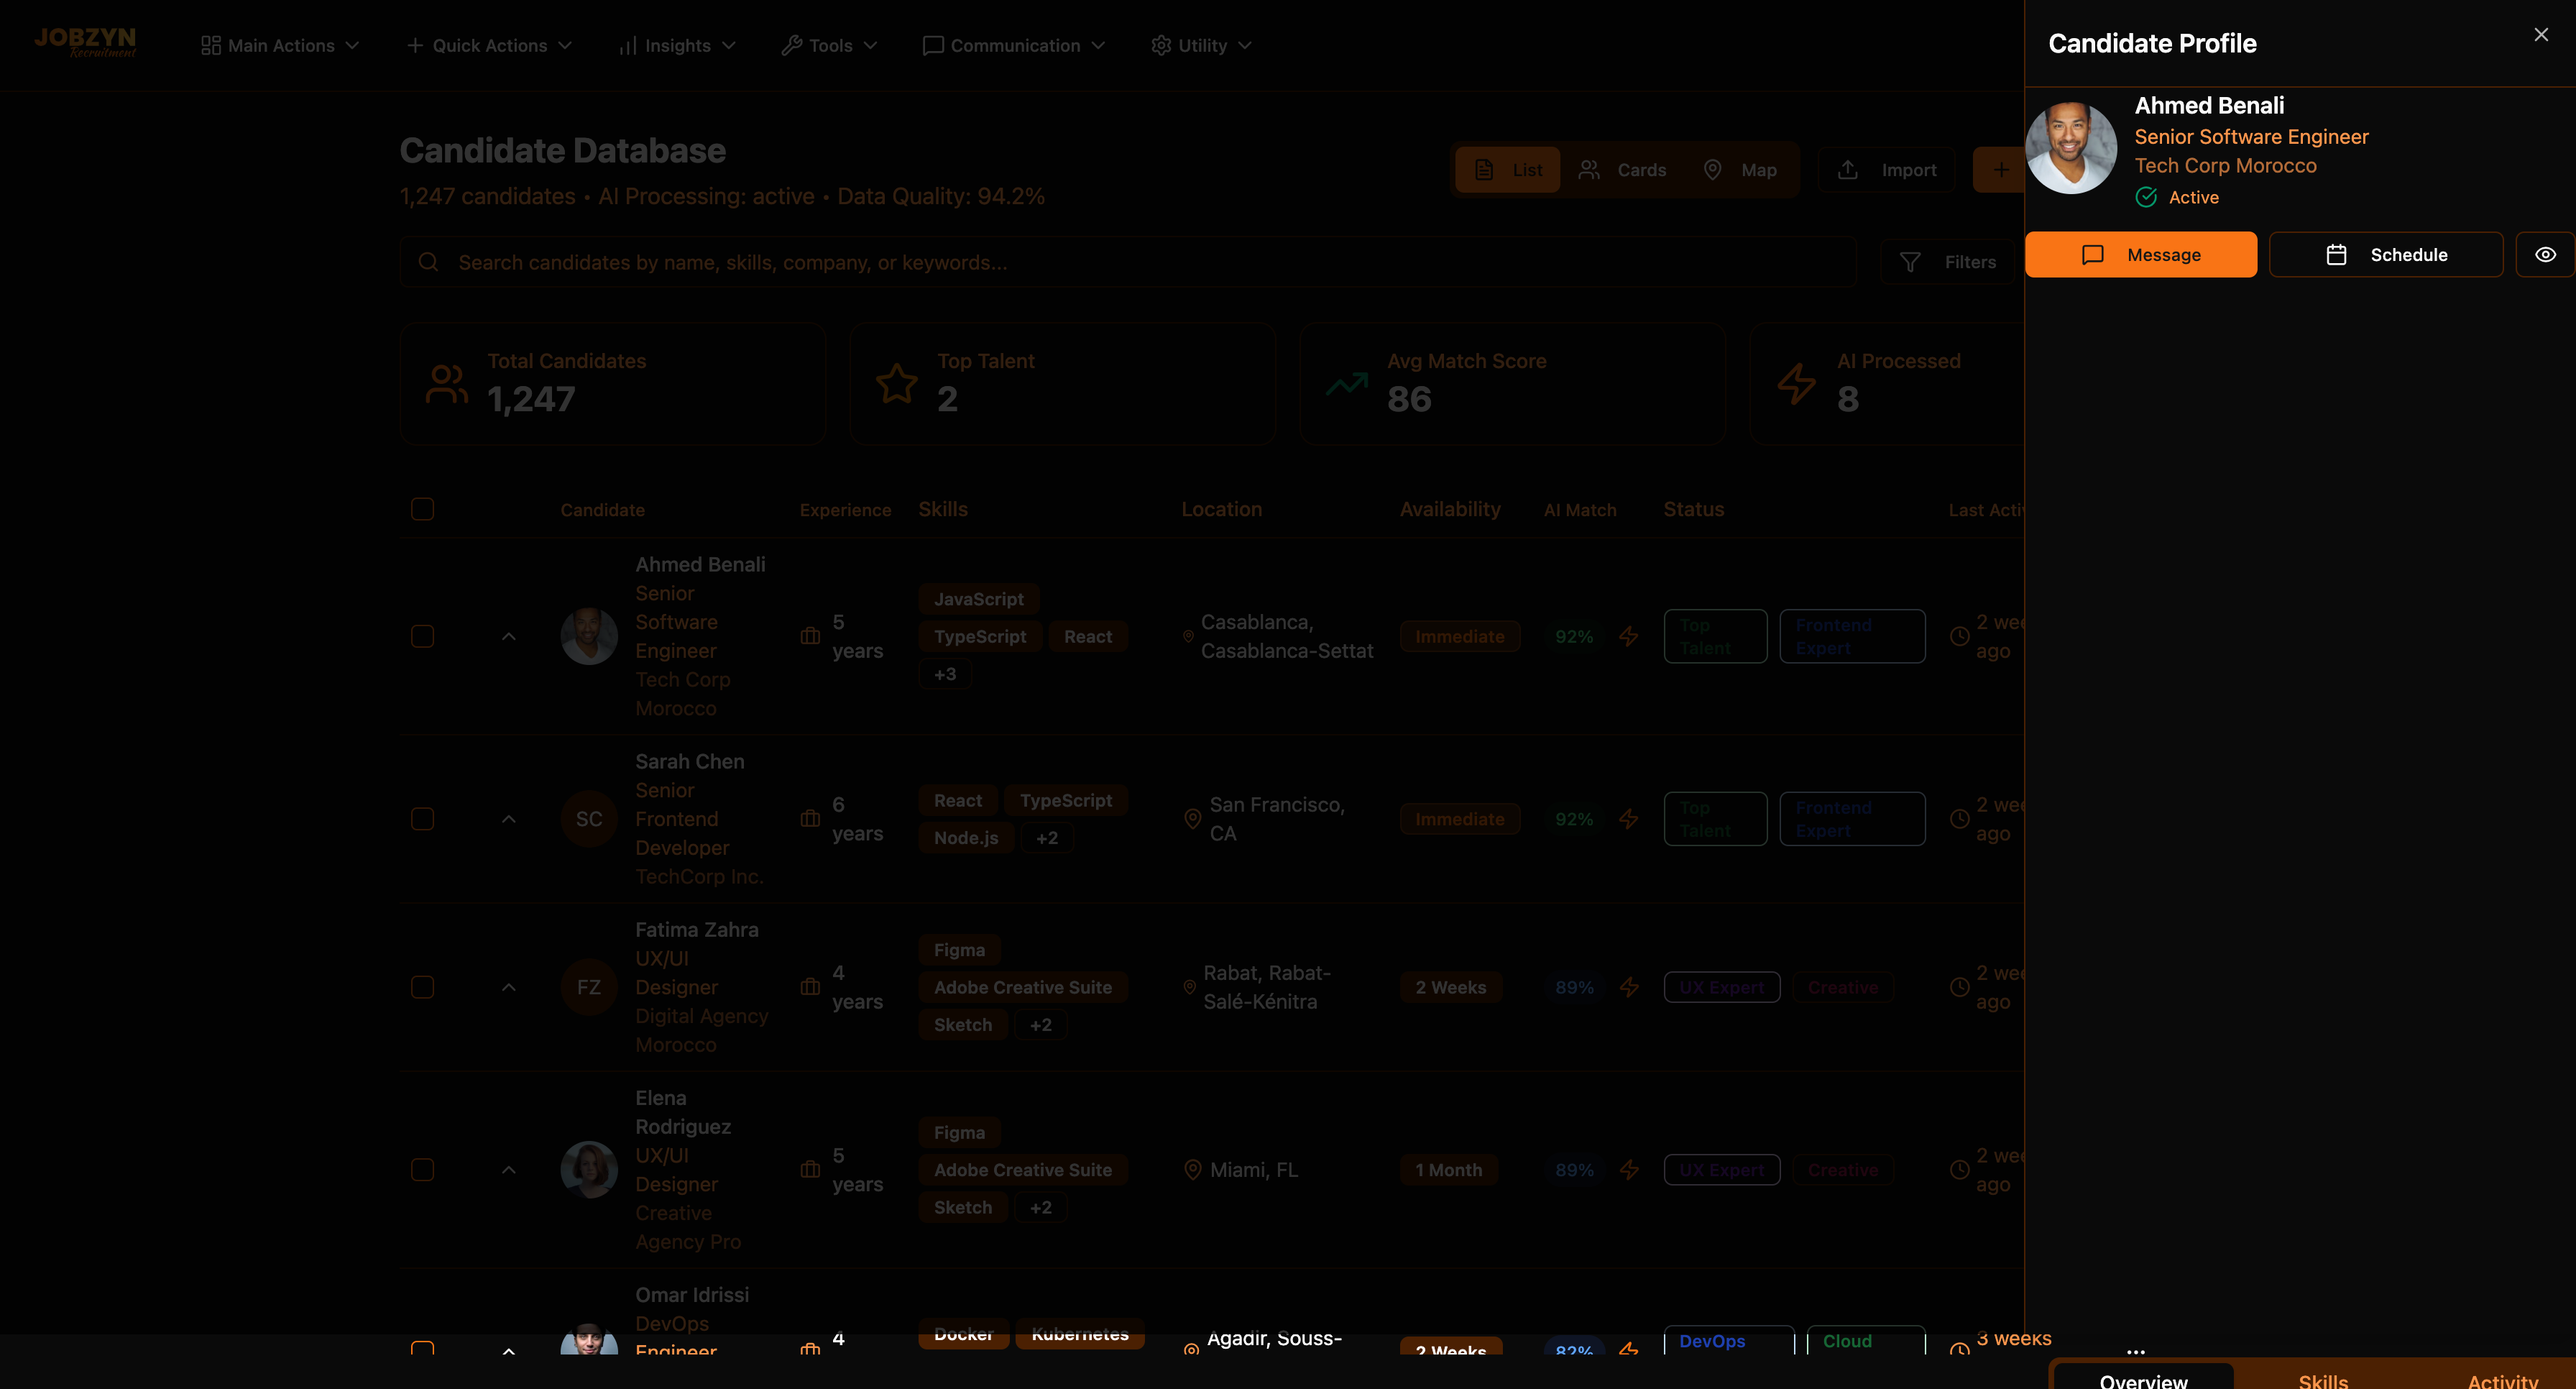 JOBZYN
Recruitment
Main Actions
Quick Actions
Insights
Tools
Communication
Utility
Candidate Database
1,247 candidates • AI Processing: active • Data Quality: 94.2%
List
Cards
Map
Import
Search candidates by name, skills, company, or keywords...
Filters
Total Candidates
1,247
Top Talent
2
Avg Match Score
86
AI Processed
8
Candidate
Experience
Skills
Location
Availability
AI Match
Status
Last Activ
Ahmed Benali
Senior
Software
Engineer
Tech Corp
Morocco
5
years
JavaScript
TypeScript
React
+3
Casablanca,
Casablanca-Settat
Immediate
92%
Top
Talent
Frontend
Expert
2 wee
ago
Sarah Chen
Senior
Frontend
Developer
TechCorp Inc.
SC
6
years
React
TypeScript
Node.js
+2
San Francisco,
CA
Immediate
92%
Top
Talent
Frontend
Expert
2 wee
ago
Fatima Zahra
UX/UI
Designer
Digital Agency
Morocco
FZ
4
years
Figma
Adobe Creative Suite
Sketch
+2
Rabat, Rabat-
Salé-Kénitra
2 Weeks
89%
UX Expert
Creative
2 wee
ago
Elena
Rodriguez
UX/UI
Designer
Creative
Agency Pro
5
years
Figma
Adobe Creative Suite
Sketch
+2
Miami, FL
1 Month
89%
UX Expert
Creative
2 wee
ago
Omar Idrissi
DevOps
Engineer
4
Docker
Kubernetes
Agadir, Souss-
2 Weeks
82%
DevOps
Cloud
3 weeks
...
Candidate Profile
Ahmed Benali
Senior Software Engineer
Tech Corp Morocco
Active
Message
Schedule
Overview
Skills
Activity